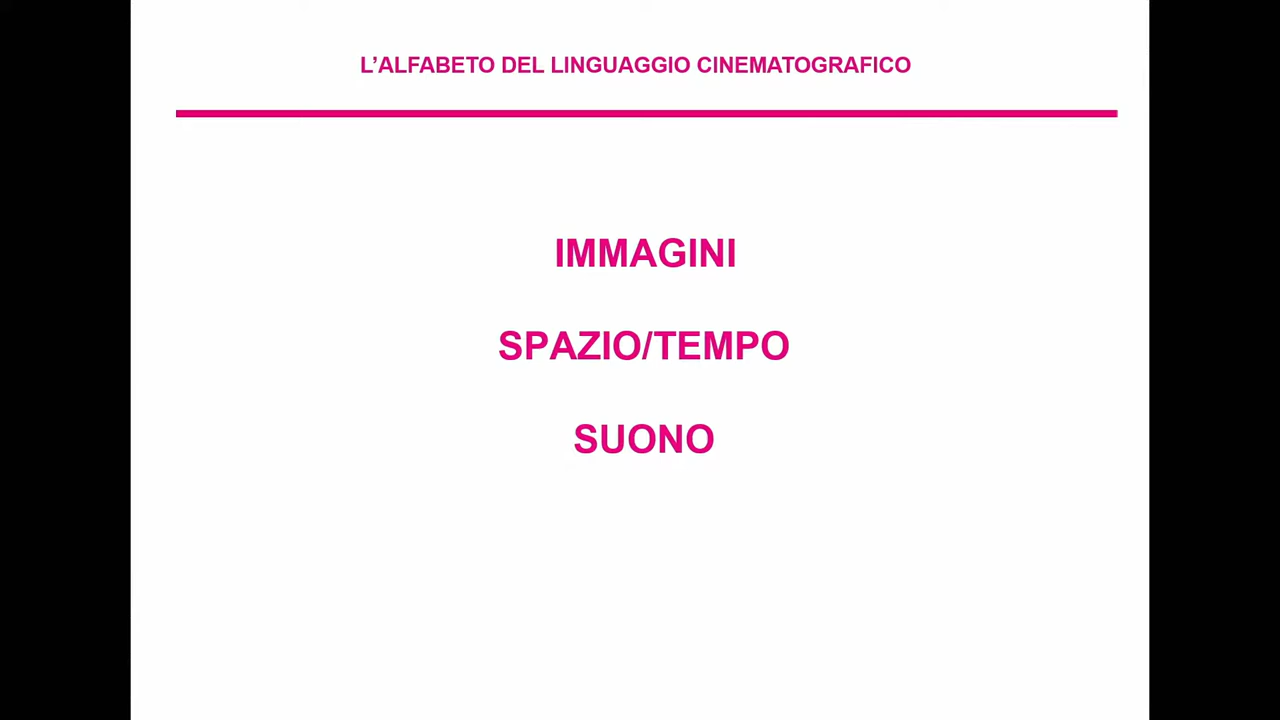 L’ALFABETO DEL LINGUAGGIO CINEMATOGRAFICO
IMMAGINI
SPAZIO/TEMPO
SUONO